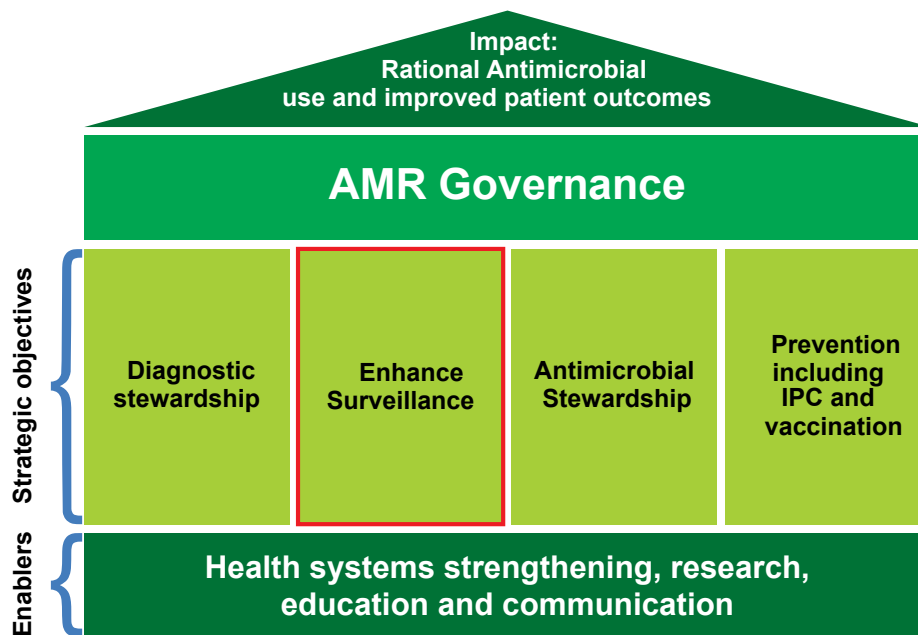 Impact:
Rational Antimicrobial
use and improved patient outcomes
AMR Governance
Strategic objectives
Diagnostic
stewardship
Enhance
Surveillance
Antimicrobial
Stewardship
Prevention
including
IPC and
vaccination
Enablers
Health systems strengthening, research,
education and communication